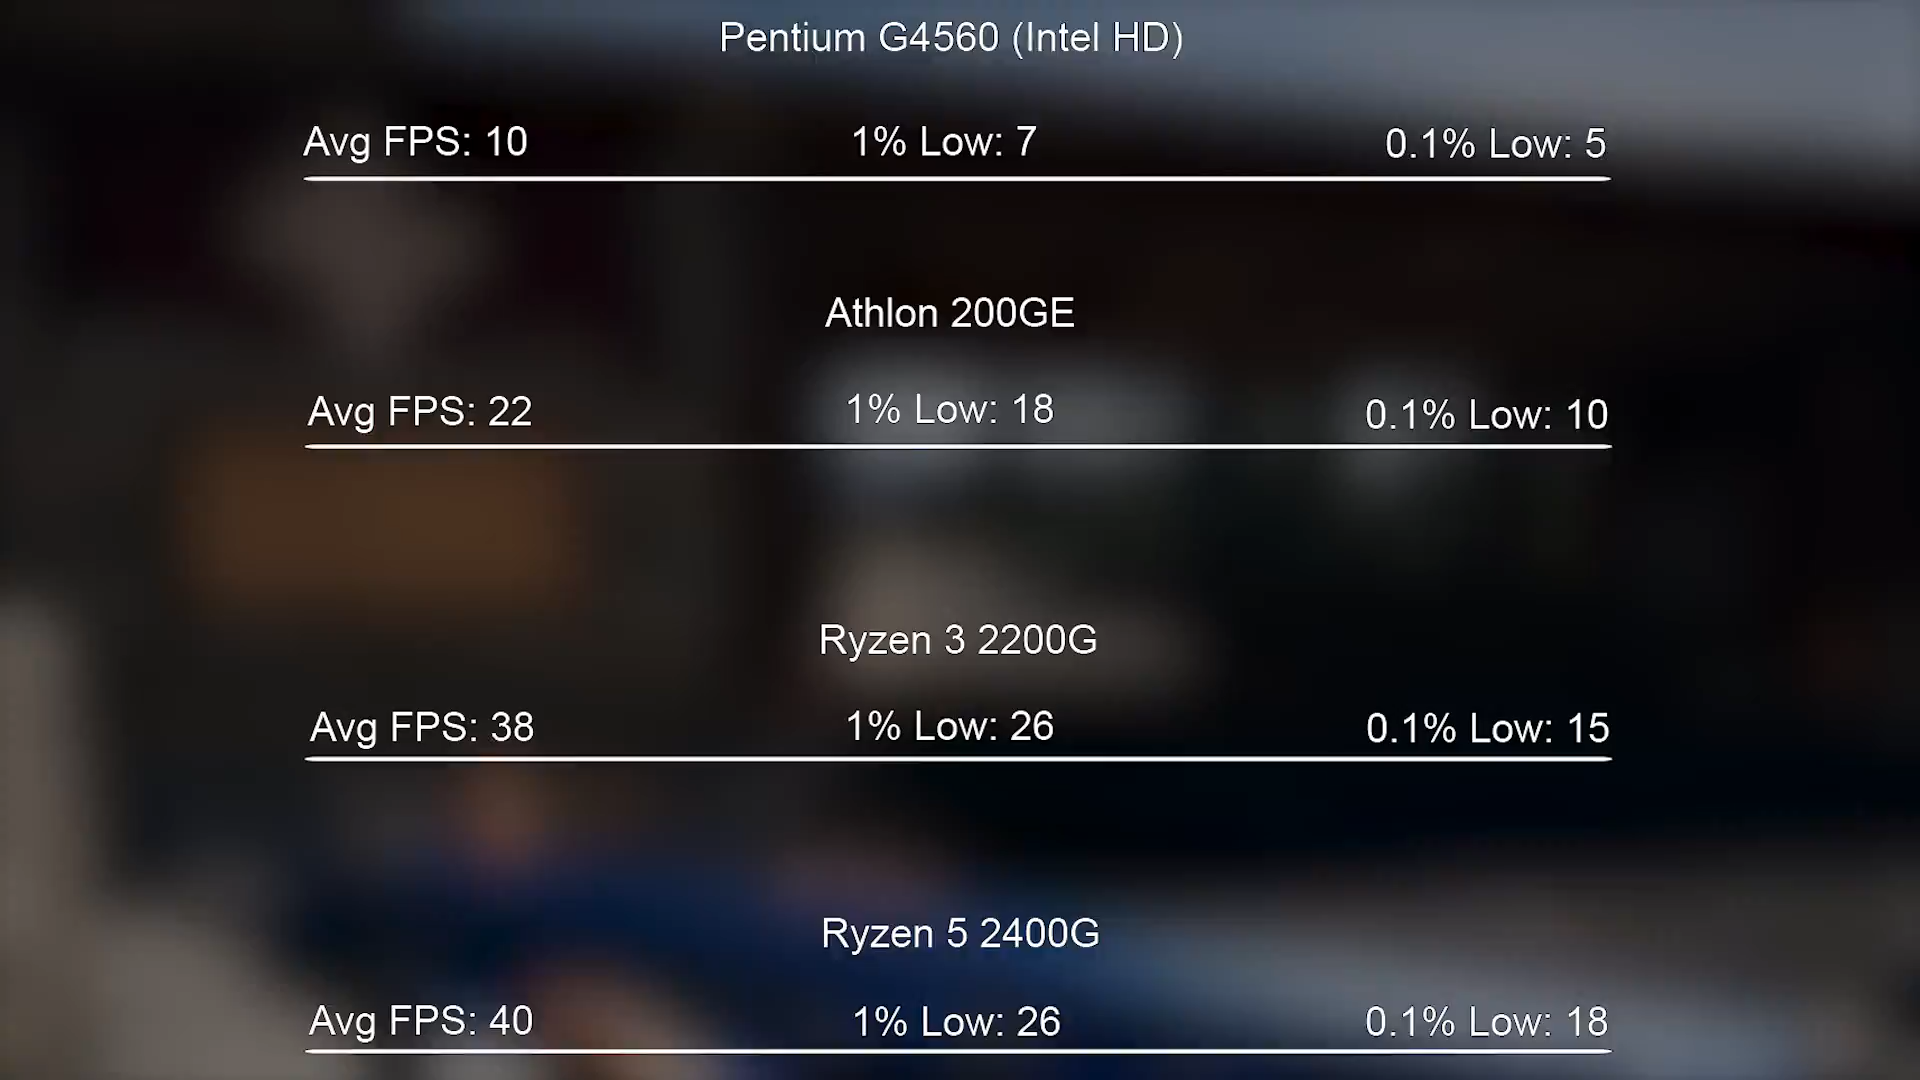 Pentium G4560 (Intel HD)
Avg FPS: 10 1% Low: 7 0.1% Low: 5
Athlon 200GE
Avg FPS: 22 1% Low: 18 0.1% Low: 10
Ryzen 3 2200G
Avg FPS: 38 1% Low: 26 0.1% Low: 15
Ryzen 5 2400G
Avg FPS: 40 1% Low: 26 0.1% Low: 18